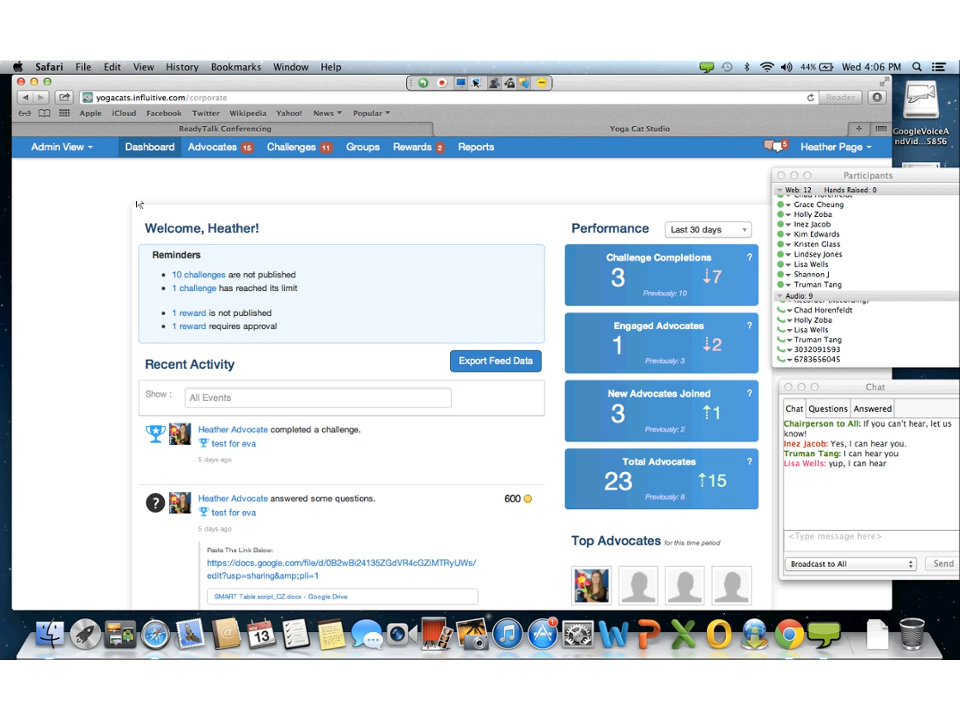 Safari File Edit View History Bookmarks Window Help 44% Wed 4:06 PM
yogacats.influitive.com/corporate Reader
Apple iCloud Facebook Twitter Wikipedia Yahoo! News Popular
ReadyTalk Conferencing Yoga Cat Studio
Admin View Dashboard Advocates 15 Challenges 11 Groups Rewards 2 Reports 5 Heather Page
GoogleVoiceA
ndVid...5856
Welcome, Heather!
Reminders
10 challenges are not published
1 challenge has reached its limit
1 reward is not published
1 reward requires approval
Recent Activity Export Feed Data
Show : All Events
Heather Advocate completed a challenge.
test for eva
5 days ago
Heather Advocate answered some questions. 600
test for eva
5 days ago
Paste The Link Below:
https://docs.google.com/file/d/0B2wBi24135ZGdVR4cGZiMTRyUWs/
edit?usp=sharing&amp;pli=1
SMART Table script_CZ.docx - Google Drive
Performance Last 30 days
Challenge Completions ?
3 7
Previously: 10
Engaged Advocates ?
1 2
Previously: 3
New Advocates Joined ?
3 1
Previously: 2
Total Advocates ?
23 15
Previously: 8
Top Advocates for this time period
Participants
Web: 12 Hands Raised: 0
Chad Horenfeldt
Grace Cheung
Holly Zoba
Inez Jacob
Kim Edwards
Kristen Glass
Lindsey Jones
Lisa Wells
Shannon J
Truman Tang
Audio: 9
Recorder (Recording)
Chad Horenfeldt
Holly Zoba
Lisa Wells
Truman Tang
3032091593
6783656045
Chat
Chat Questions Answered
Chairperson to All: If you can't hear, let us
know!
Inez Jacob: Yes, I can hear you.
Truman Tang: I can hear you
Lisa Wells: yup, I can hear
<Type message here>
Broadcast to All Send
13
1